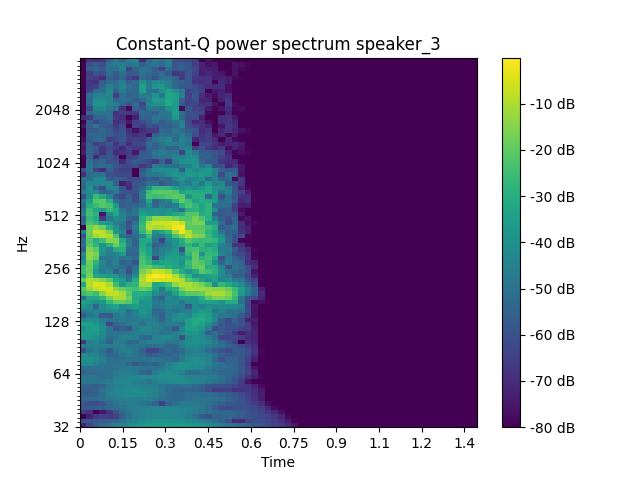 Constant-Q power spectrum speaker_3
Hz
2048
1024
512
256
128
64
32
0 0.15 0.3 0.45 0.6 0.75 0.9 1.1 1.2 1.4
Time
-10 dB
-20 dB
-30 dB
-40 dB
-50 dB
-60 dB
-70 dB
-80 dB